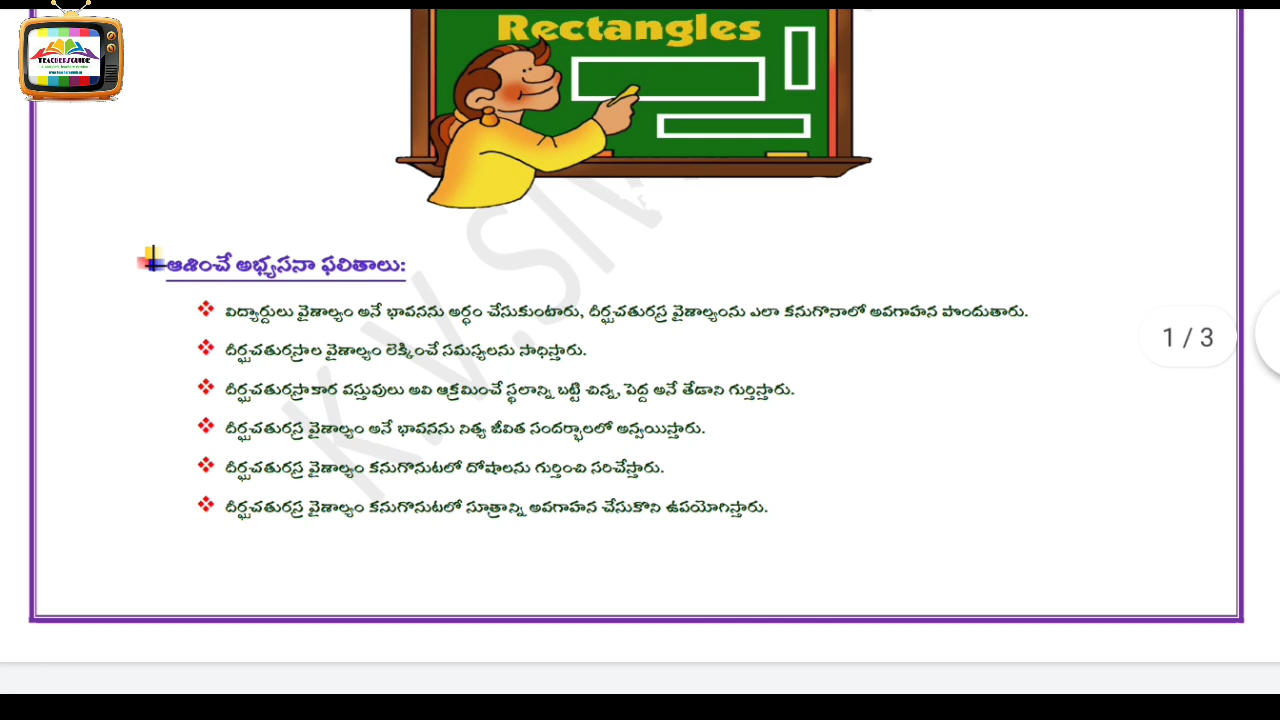 Rectangles
TEACHERSGUIDE
ఆశించే అభ్యసనా ఫలితాలు:
విద్యార్థులు వైశాల్యం అనే భావనను అర్ధం చేసుకుంటారు, దీర్ఘచతురస్ర వైశాల్యంను ఎలా కనుగొనాలో అవగాహన పొందుతారు.
దీర్ఘచతురస్రాల వైశాల్యం లెక్కించే సమస్యలను సాధిస్తారు.
దీర్ఘచతురస్రాకార వస్తువులు అవి ఆక్రమించే స్థలాన్ని బట్టి చిన్న, పెద్ద అనే తేడాని గుర్తిస్తారు.
దీర్ఘచతురస్ర వైశాల్యం అనే భావనను నిత్య జీవిత సందర్భాలలో అన్వయిస్తారు.
దీర్ఘచతురస్ర వైశాల్యం కనుగొనుటలో దోషాలను గుర్తించి సరిచేస్తారు.
దీర్ఘచతురస్ర వైశాల్యం కనుగొనుటలో సూత్రాన్ని అవగాహన చేసుకొని ఉపయోగిస్తారు.
1 / 3